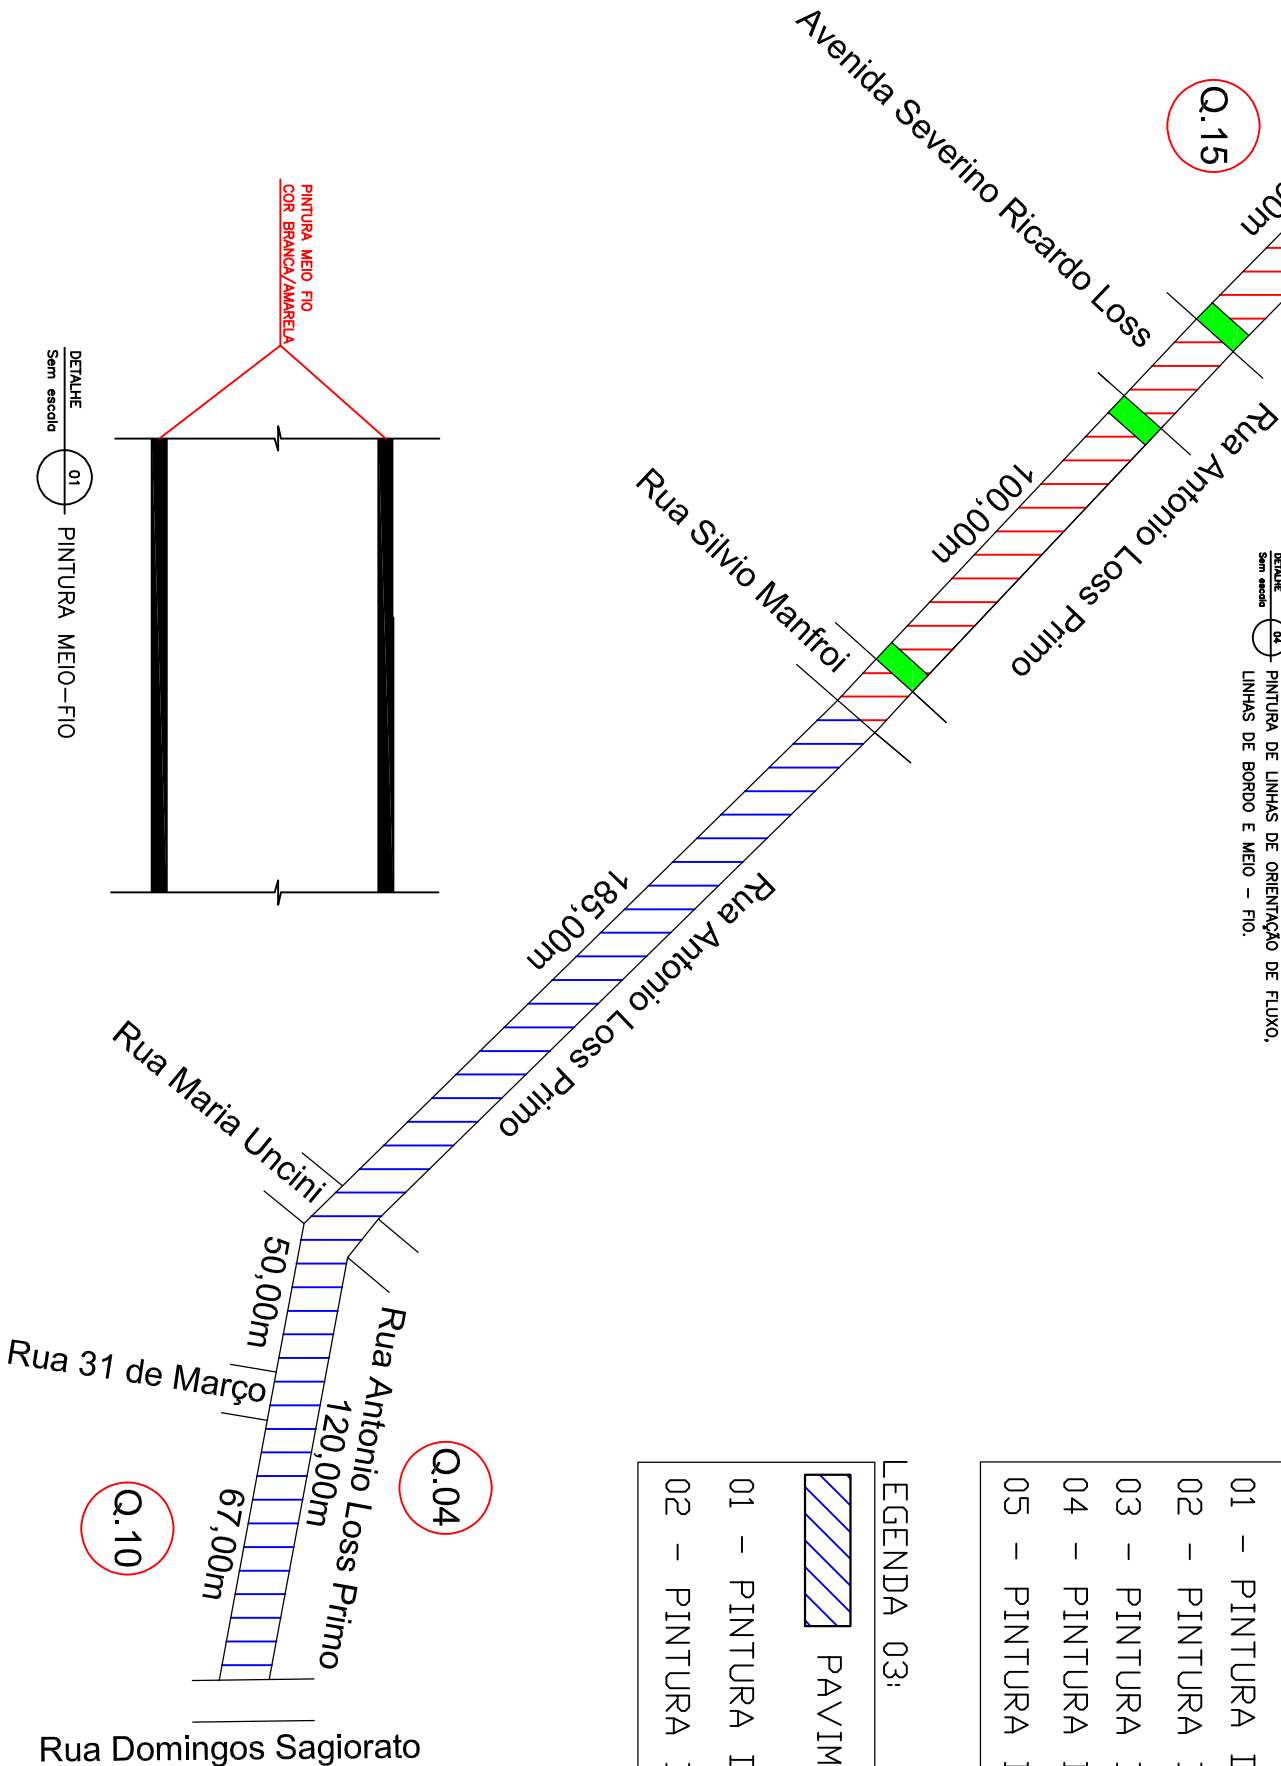 Avenida Severino Ricardo Loss
Q.15
Rua Antonio Loss Primo
100,00m
Rua Silvio Manfroi
PINTURA MEIO FIO
COR BRANCA/AMARELA
DETALHE
Sem escala
01
PINTURA MEIO-FIO
DETALHE
Sem escala
04
PINTURA DE LINHAS DE ORIENTAÇÃO DE FLUXO,
LINHAS DE BORDO E MEIO - FIO.
185,00m
Rua Antonio Loss Primo
Rua Maria Uncini
50,00m
Rua 31 de Março
Rua Antonio Loss Primo
120,00m
67,00m
Q.04
Q.10
Rua Domingos Sagiorato
01 - PINTURA
02 - PINTURA
03 - PINTURA
04 - PINTURA
05 - PINTURA
LEGENDA 03:
PAVIM
01 - PINTURA
02 - PINTURA